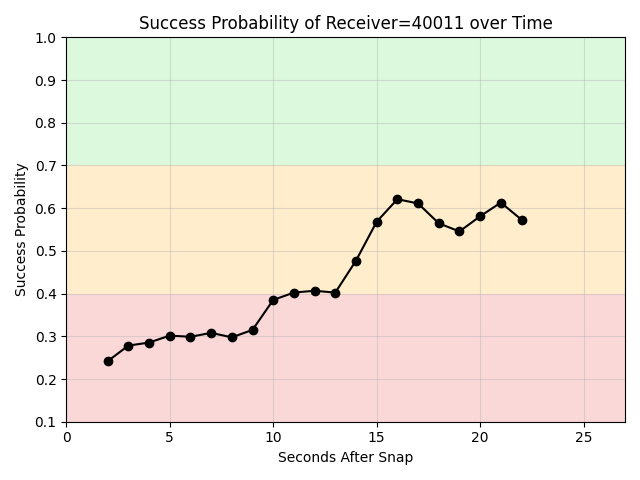 Success Probability of Receiver=40011 over Time
1.0
0.9
0.8
0.7
0.6
0.5
0.4
0.3
0.2
0.1
Success Probability
0 5 10 15 20 25
Seconds After Snap